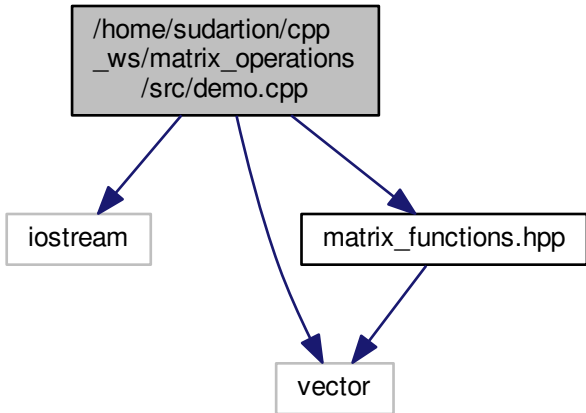 /home/sudartion/cpp
_ws/matrix_operations
/src/demo.cpp
iostream
matrix_functions.hpp
vector